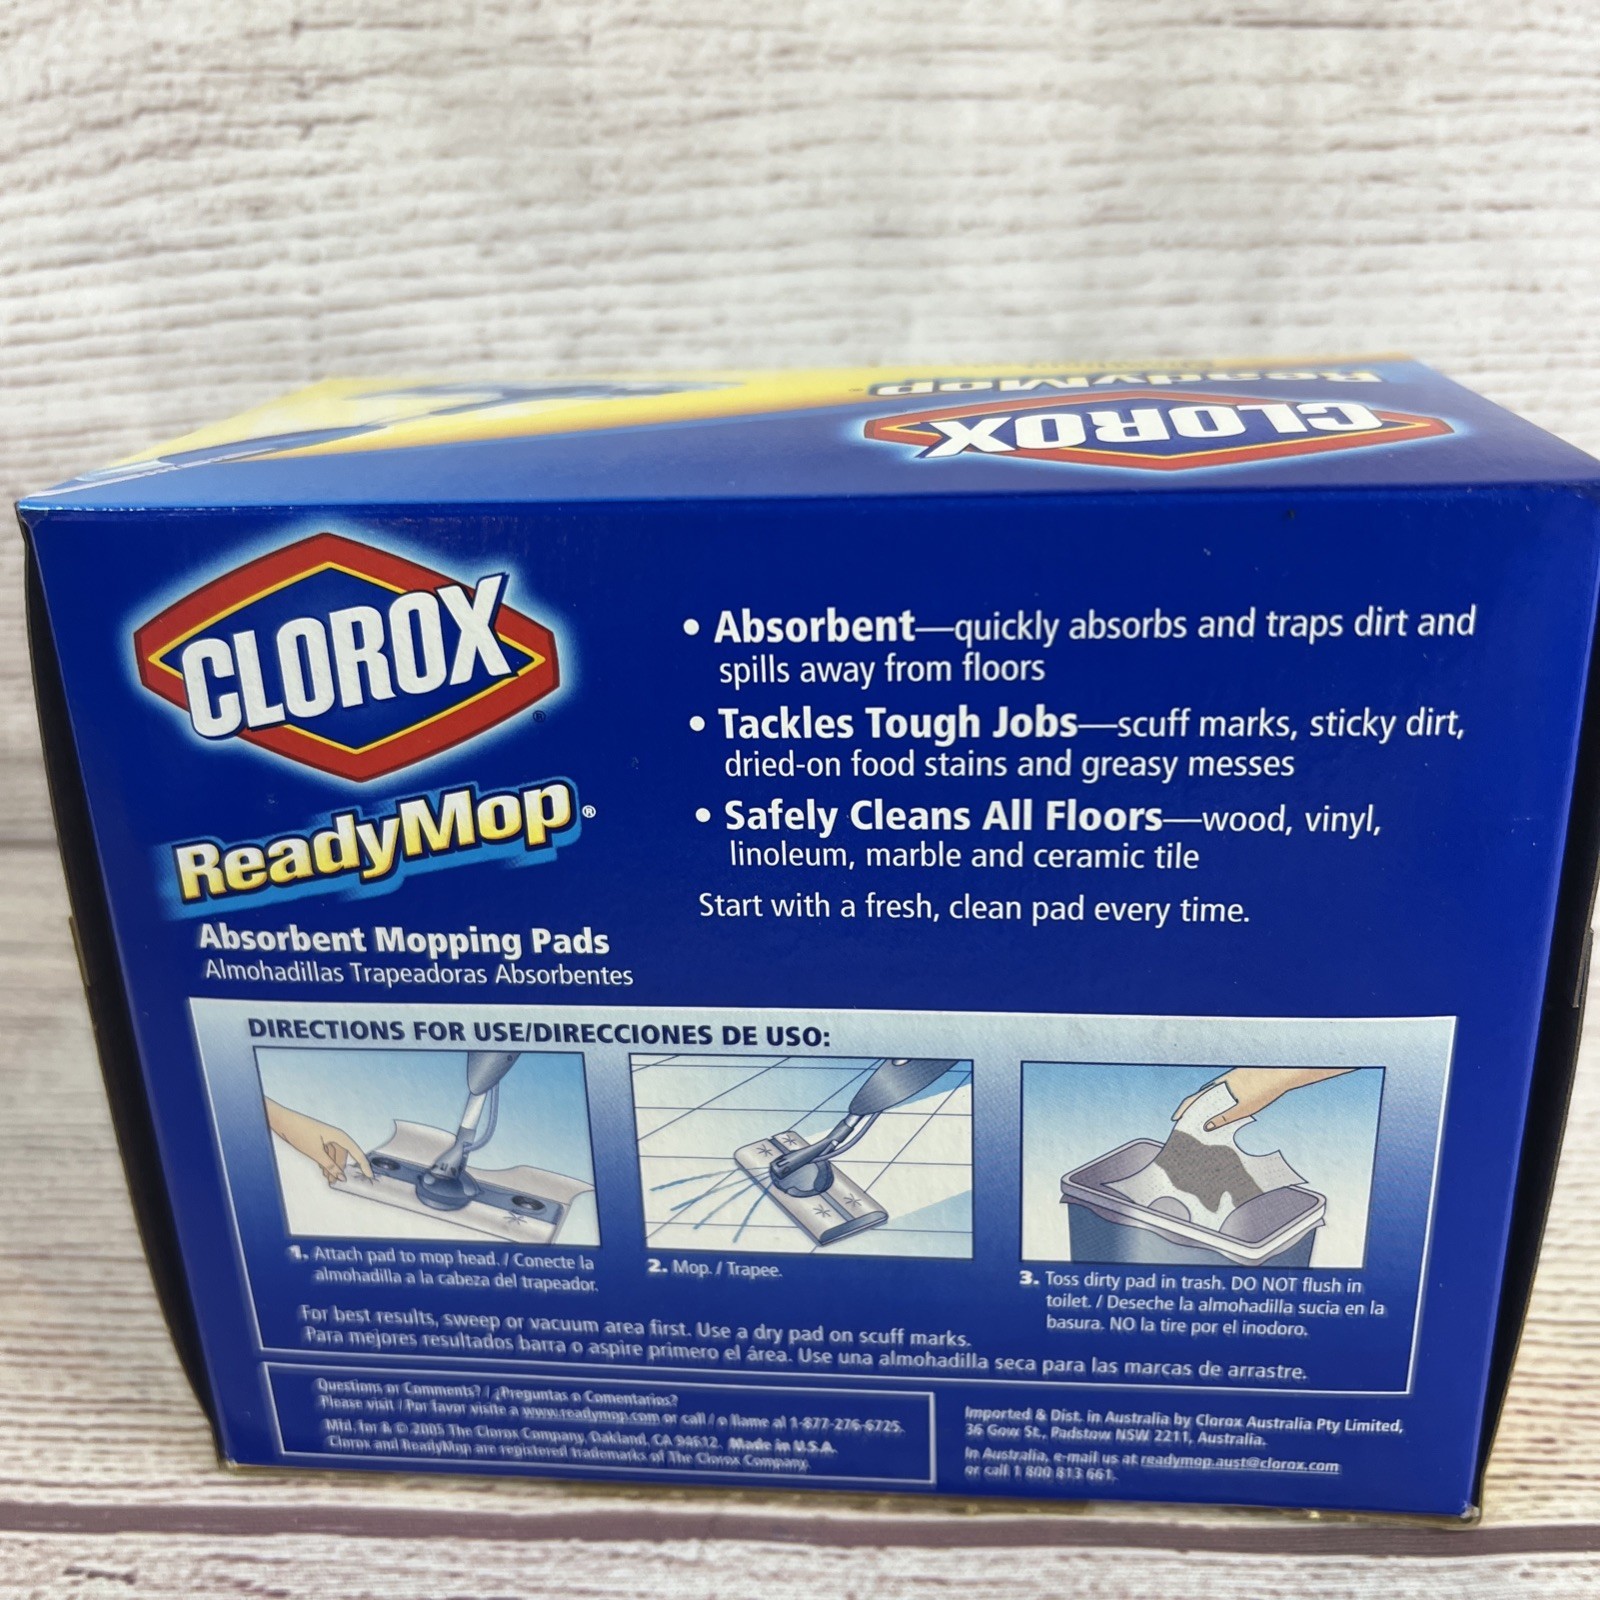 ReadyMop
CLOROX
CLOROX
®
ReadyMop®
Absorbent Mopping Pads
Almohadillas Trapeadoras Absorbentes
• Absorbent—quickly absorbs and traps dirt and
spills away from floors
• Tackles Tough Jobs—scuff marks, sticky dirt,
dried-on food stains and greasy messes
• Safely Cleans All Floors—wood, vinyl,
linoleum, marble and ceramic tile
Start with a fresh, clean pad every time.
DIRECTIONS FOR USE/DIRECCIONES DE USO:
1. Attach pad to mop head. / Conecte la
almohadilla a la cabeza del trapeador.
2. Mop. / Trapee.
3. Toss dirty pad in trash. DO NOT flush in
toilet. / Deseche la almohadilla sucia en la
basura. NO la tire por el inodoro.
For best results, sweep or vacuum area first. Use a dry pad on scuff marks.
Para mejores resultados barra o aspire primero el área. Use una almohadilla seca para las marcas de arrastre.
Questions or Comments? / ¿Preguntas o Comentarios?
Please visit / Por favor visite a www.readymop.com or call / o llame al 1-877-276-6725.
Mfd. for & © 2005 The Clorox Company, Oakland, CA 94612. Made in U.S.A.
Clorox and ReadyMop are registered trademarks of The Clorox Company.
Imported & Dist. in Australia by Clorox Australia Pty Limited,
36 Gow St., Padstow NSW 2211, Australia.
In Australia, e-mail us at readymop.aust@clorox.com
or call 1 800 813 661.